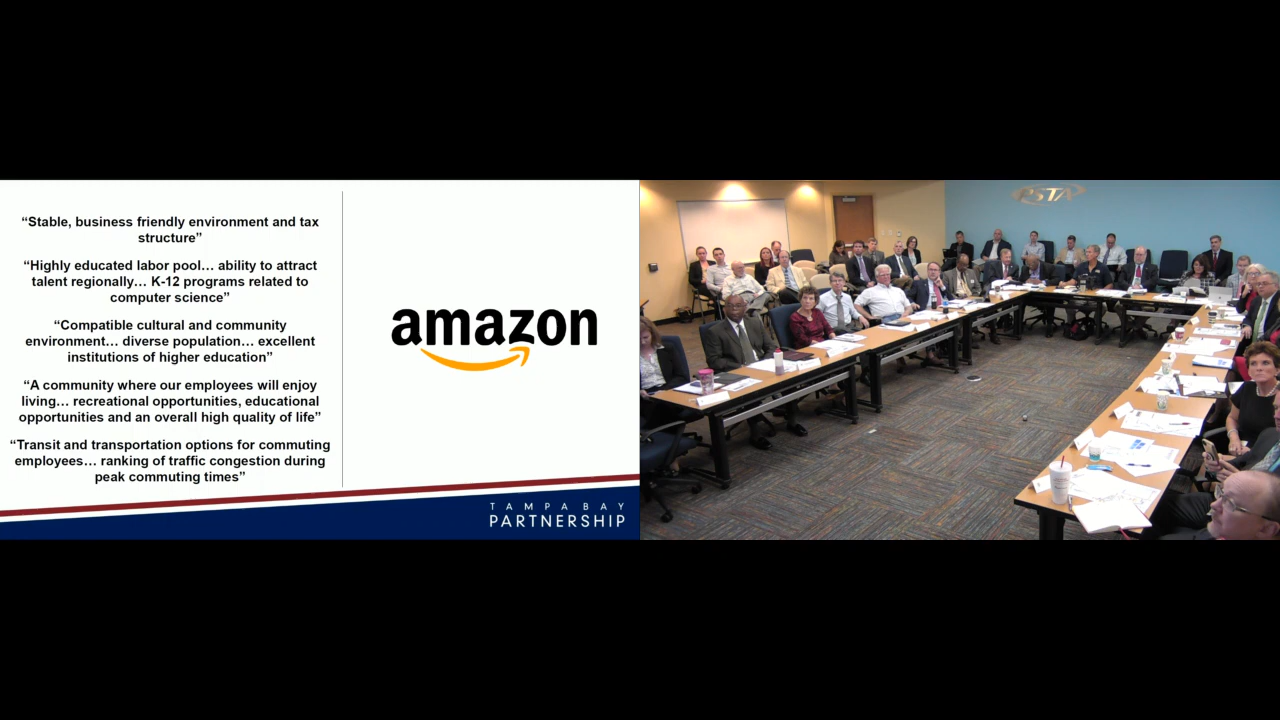 “Stable, business friendly environment and tax
structure”
“Highly educated labor pool… ability to attract
talent regionally… K-12 programs related to
computer science”
“Compatible cultural and community
environment… diverse population… excellent
institutions of higher education”
“A community where our employees will enjoy
living… recreational opportunities, educational
opportunities and an overall high quality of life”
“Transit and transportation options for commuting
employees… ranking of traffic congestion during
peak commuting times”
amazon
TAMPA BAY
PARTNERSHIP
PSTA